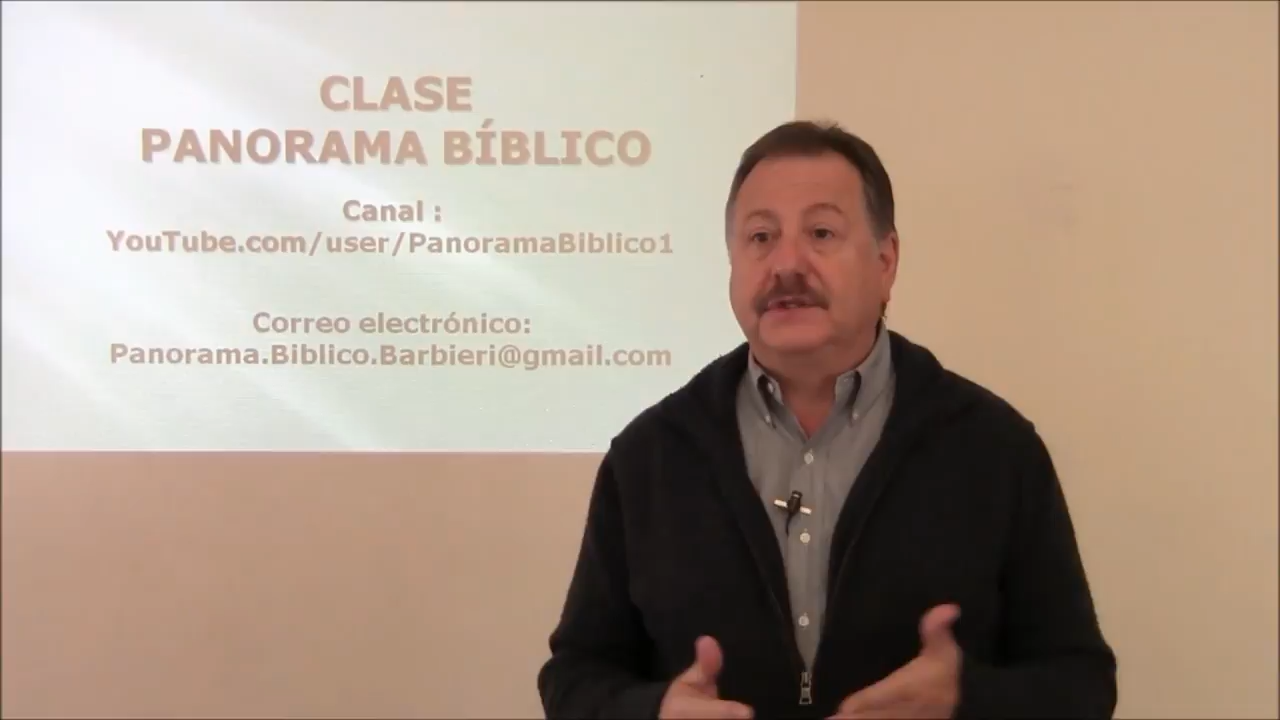 CLASE
PANORAMA BÍBLICO
Canal :
YouTube.com/user/PanoramaBiblico1
Correo electrónico:
Panorama.Biblico.Barbieri@gmail.com